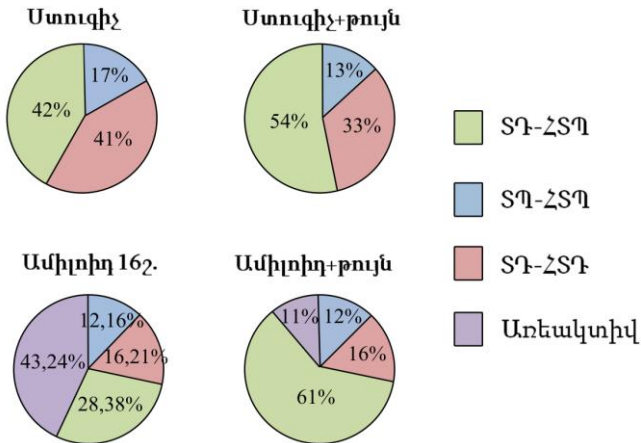 Ստուգիչ
17%
42%
41%
Ստուգիչ+թույն
13%
54%
33%
Ամիլոիդ 16շ.
12,16%
43,24%
16,21%
28,38%
Ամիլոիդ+թույն
11%
12%
16%
61%
ՏԴ-ՀՏՊ
ՏՊ-ՀՏՊ
ՏԴ-ՀՏԴ
Առեակտիվ